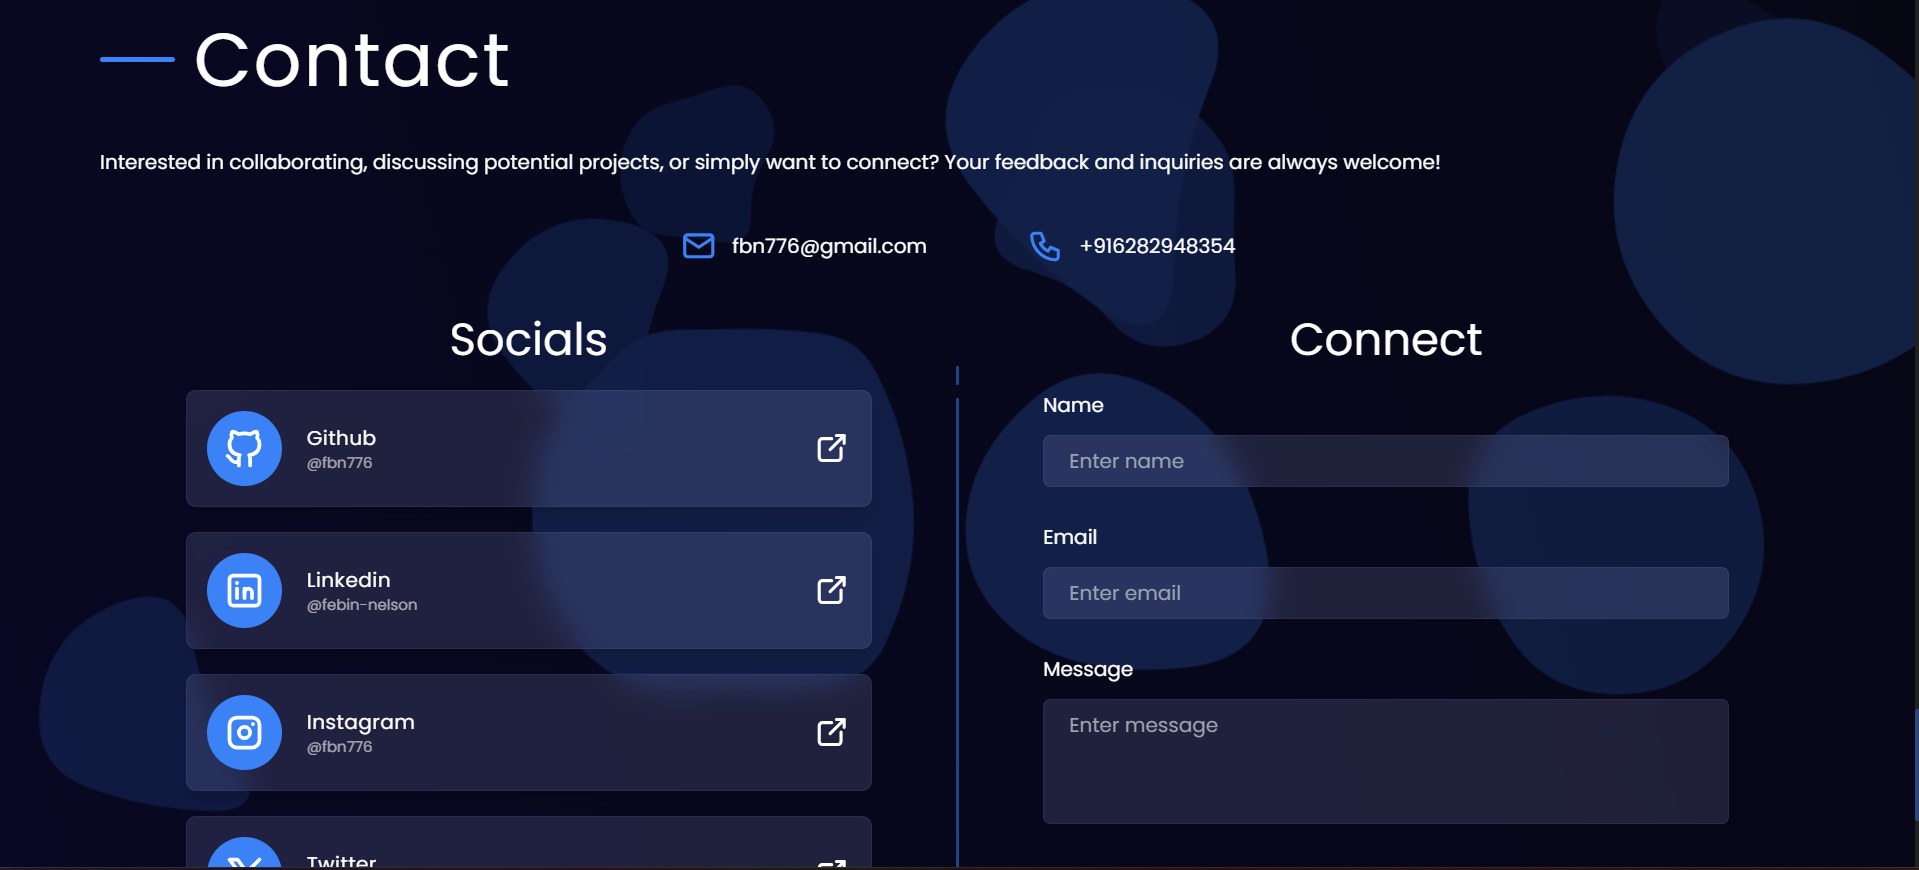 Contact
Interested in collaborating, discussing potential projects, or simply want to connect? Your feedback and inquiries are always welcome!
fbn776@gmail.com
+916282948354
Socials
Github
@fbn776
Linkedin
@febin-nelson
Instagram
@fbn776
Twitter
Connect
Name
Enter name
Email
Enter email
Message
Enter message